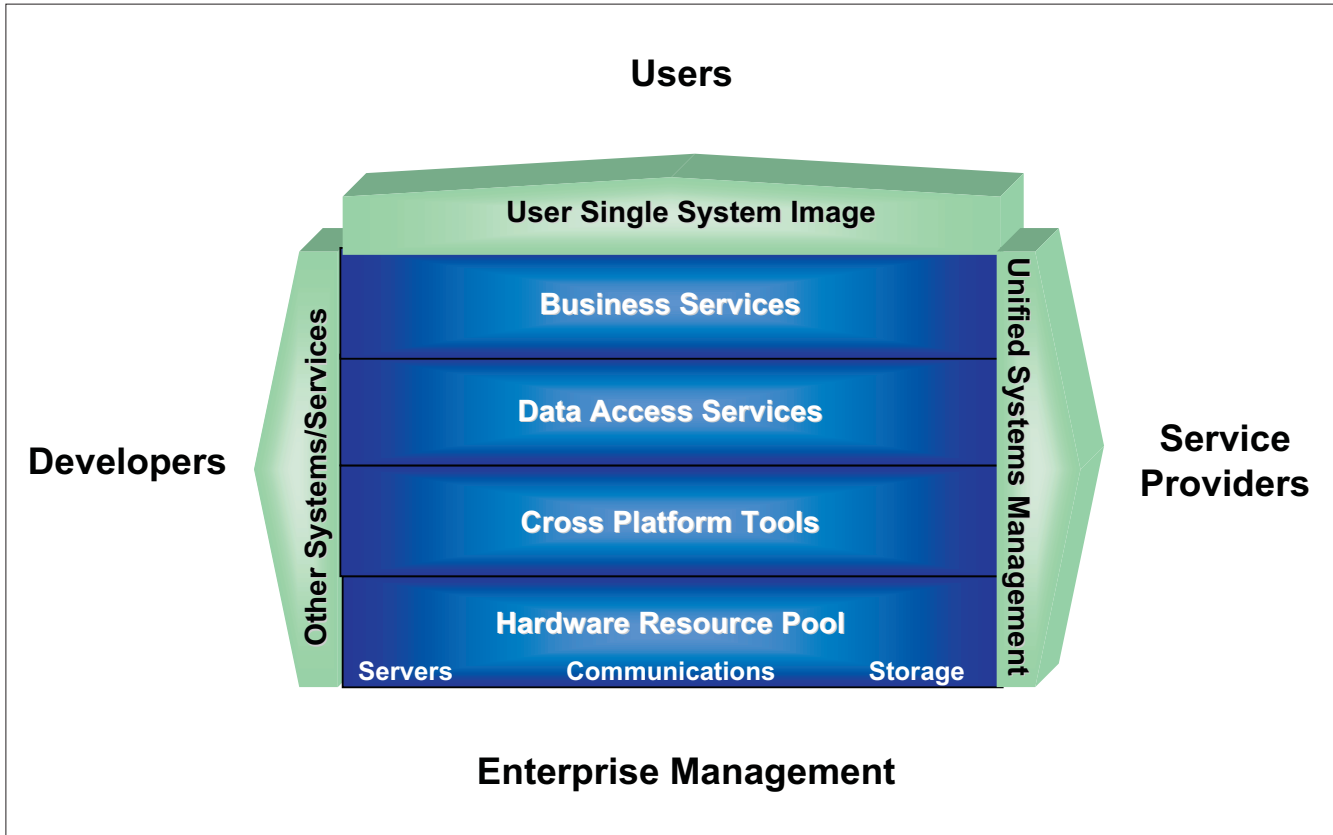 Users
User Single System Image
Business Services
Data Access Services
Cross Platform Tools
Hardware Resource Pool
Servers Communications Storage
Other Systems/Services
Unified Systems Management
Developers
Service
Providers
Enterprise Management